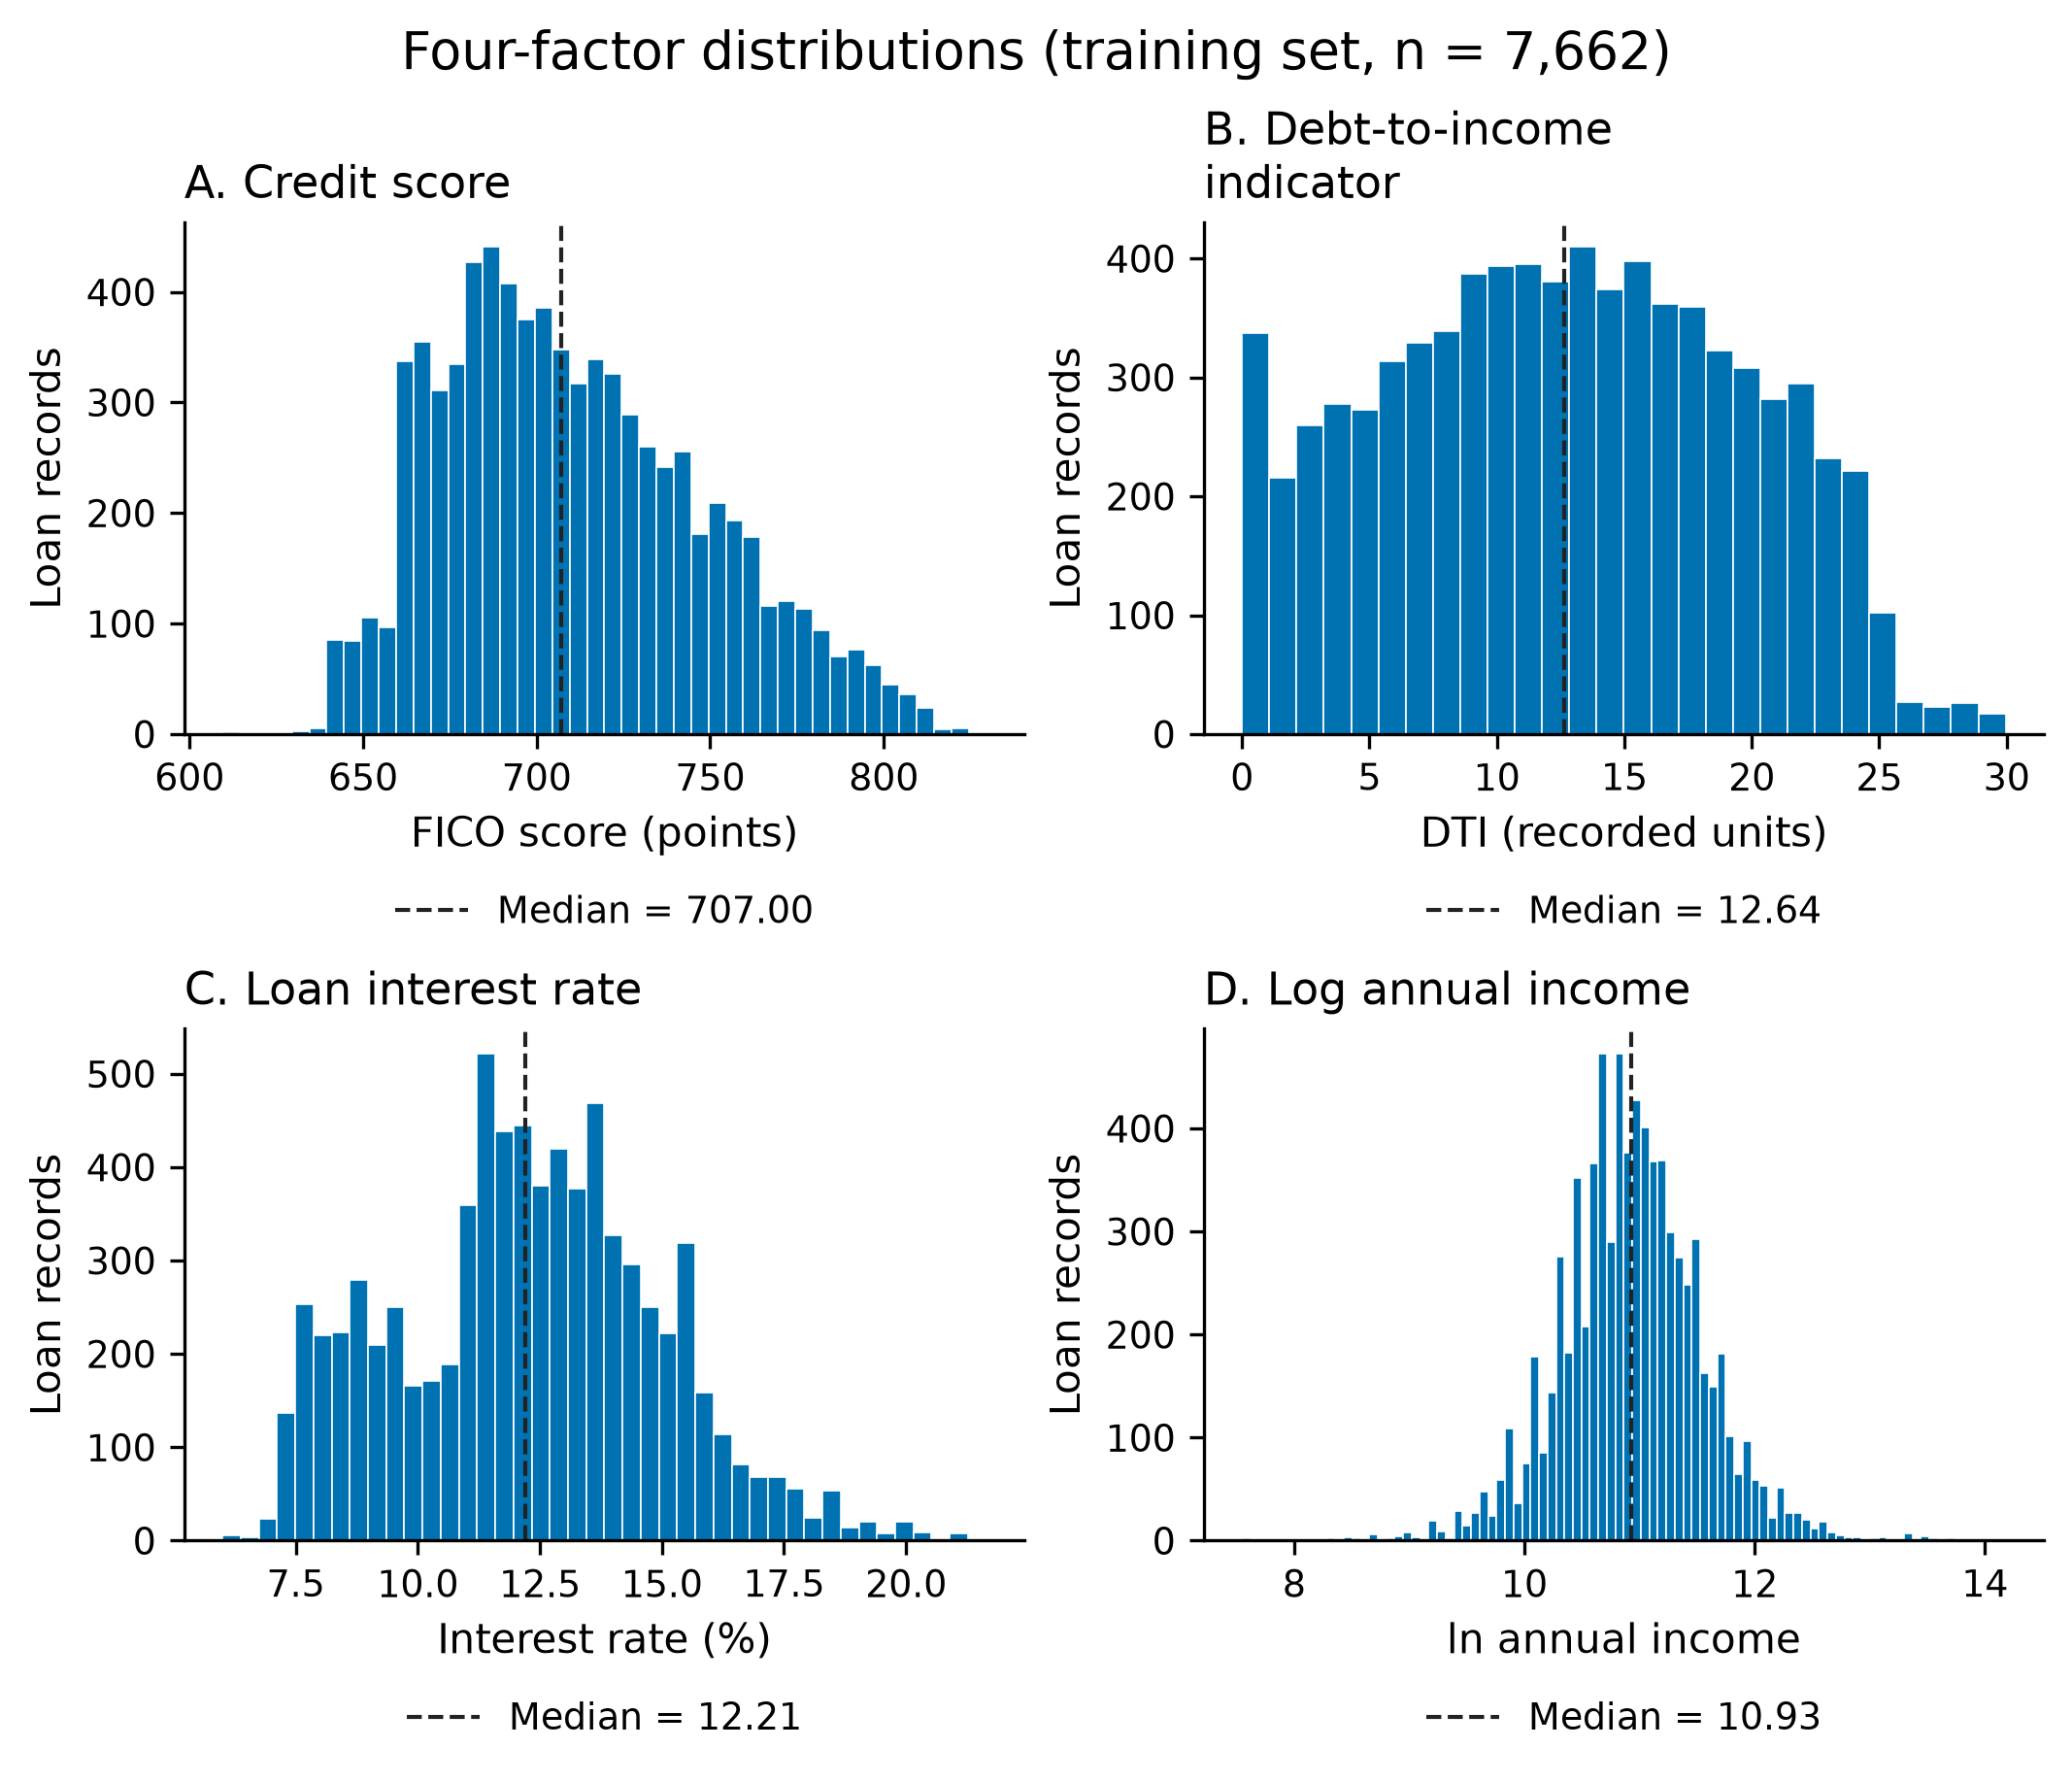 Four-factor distributions (training set, n = 7,662)
A. Credit score
Loan records
400
300
200
100
0
600 650 700 750 800
FICO score (points)
Median = 707.00
B. Debt-to-income
indicator
Loan records
400
300
200
100
0
0 5 10 15 20 25 30
DTI (recorded units)
Median = 12.64
C. Loan interest rate
Loan records
500
400
300
200
100
0
7.5 10.0 12.5 15.0 17.5 20.0
Interest rate (%)
Median = 12.21
D. Log annual income
Loan records
400
300
200
100
0
8 10 12 14
ln annual income
Median = 10.93